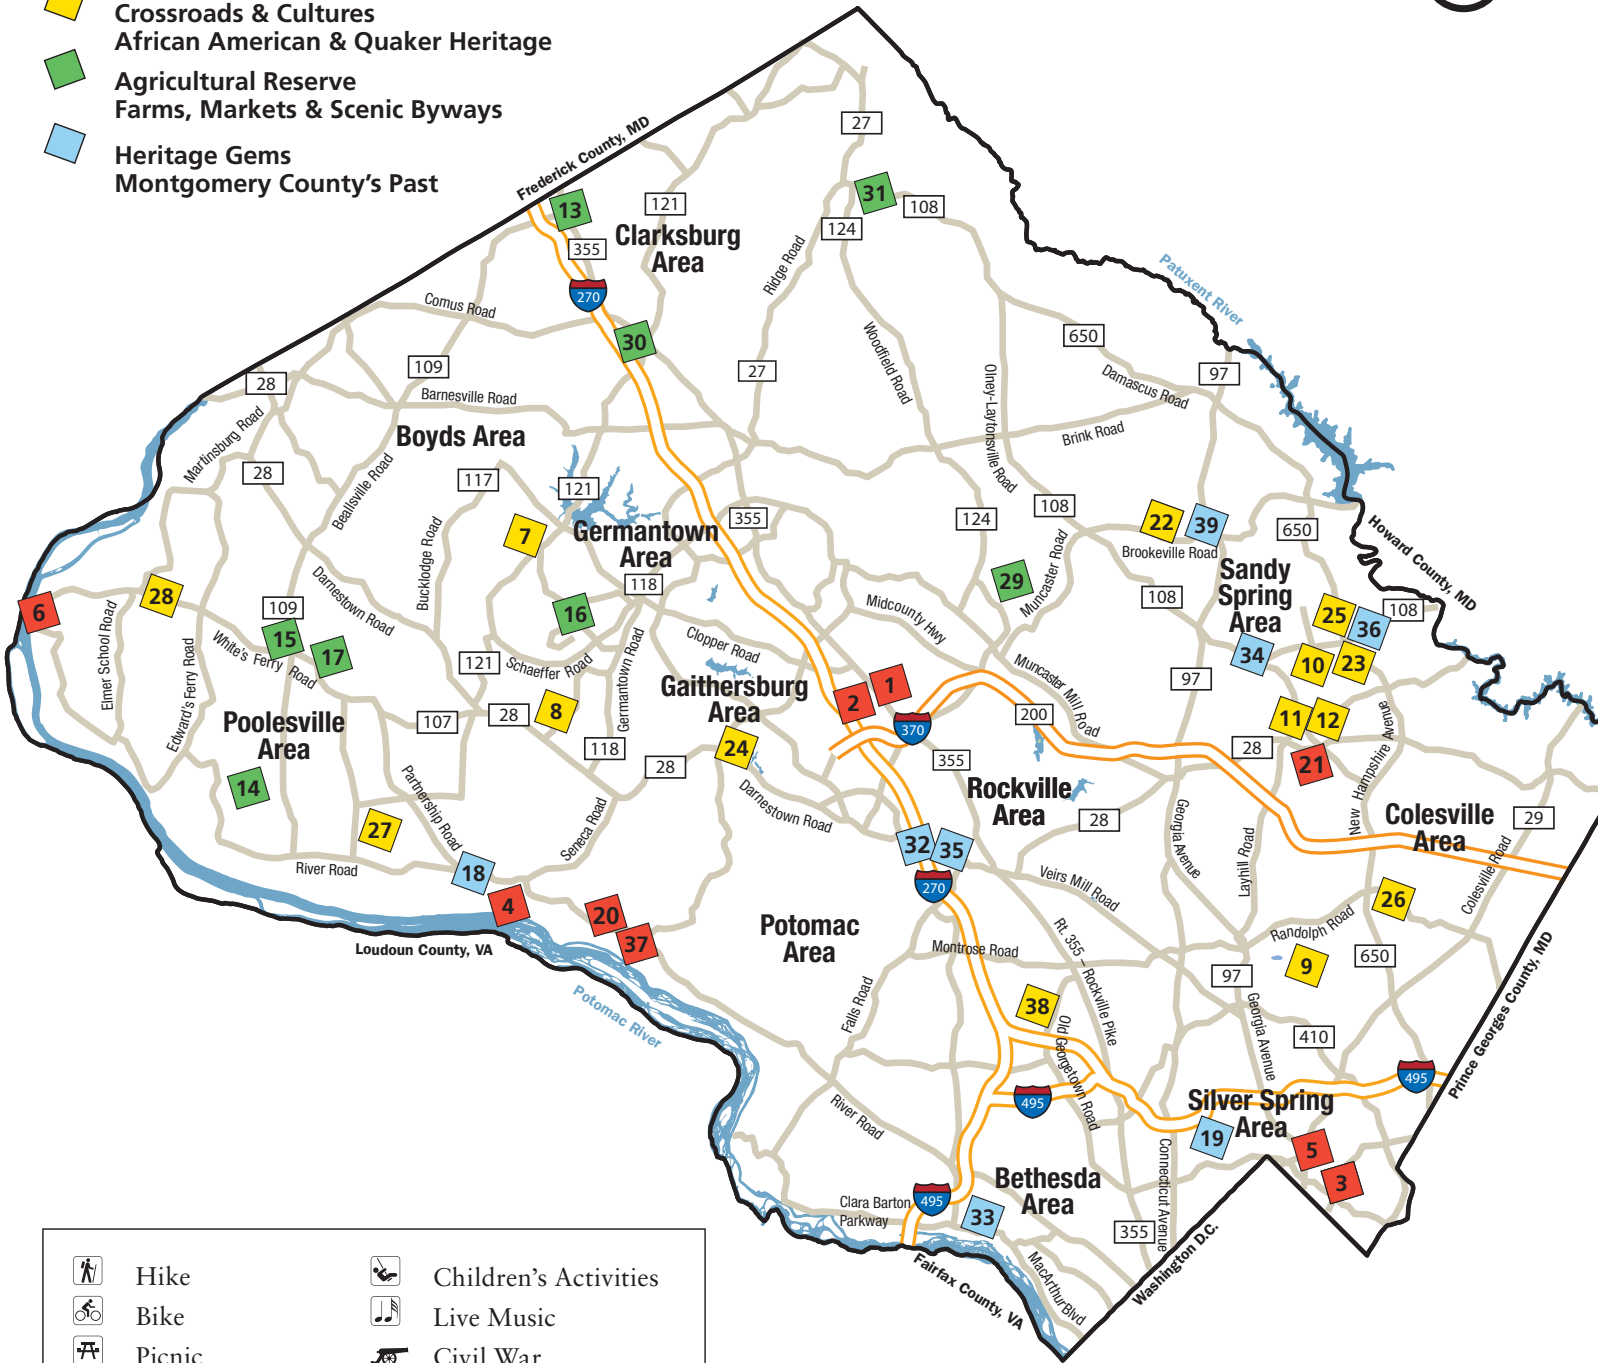 Crossroads & Cultures
African American & Quaker Heritage
Agricultural Reserve
Farms, Markets & Scenic Byways
Heritage Gems
Montgomery County's Past
Frederick County, MD
27
13
121
31
108
124
355
Clarksburg
Area
270
Ridge Road
Patuxent River
Comus Road
30
650
Woodfield Road
109
27
97
28
Barnesville Road
Olney-Laytonsville Road
Damascus Road
Martinsburg Road
Boyds Area
Brink Road
28
117
121
Beallsville Road
108
355
124
22
39
650
Howard County, MD
7
Germantown
Area
Bucklodge Road
Muncaster Road
Brookeville Road
Sandy
Spring
Area
118
29
28
6
109
Darnestown Road
16
Midcounty Hwy
108
25
36
108
Elmer School Road
15
17
White's Ferry Road
Edward's Ferry Road
121
Schaeffer Road
Germantown Road
Clopper Road
34
10
23
Muncaster Mill Road
97
Gaithersburg
Area
1
2
Poolesville
Area
107
28
8
200
11
12
New Hampshire Avenue
370
118
24
28
355
28
21
14
Partnership Road
Rockville
Area
Darnestown Road
27
Seneca Road
28
Georgia Avenue
Layhill Road
Colesville
Area
29
32
35
River Road
18
270
Veirs Mill Road
Colesville Road
4
20
37
26
Loudoun County, VA
Potomac
Area
Montrose Road
Rt. 355 – Rockville Pike
Randolph Road
9
650
97
Potomac River
Falls Road
38
Old Georgetown Road
Georgia Avenue
410
Prince Georges County, MD
495
495
River Road
Silver Spring
Area
19
5
3
Connecticut Avenue
Bethesda
Area
Clara Barton
Parkway
495
33
355
Washington D.C.
Fairfax County, VA
MacArthur Blvd
Hike
Children's Activities
Bike
Live Music
Picnic
Civil War